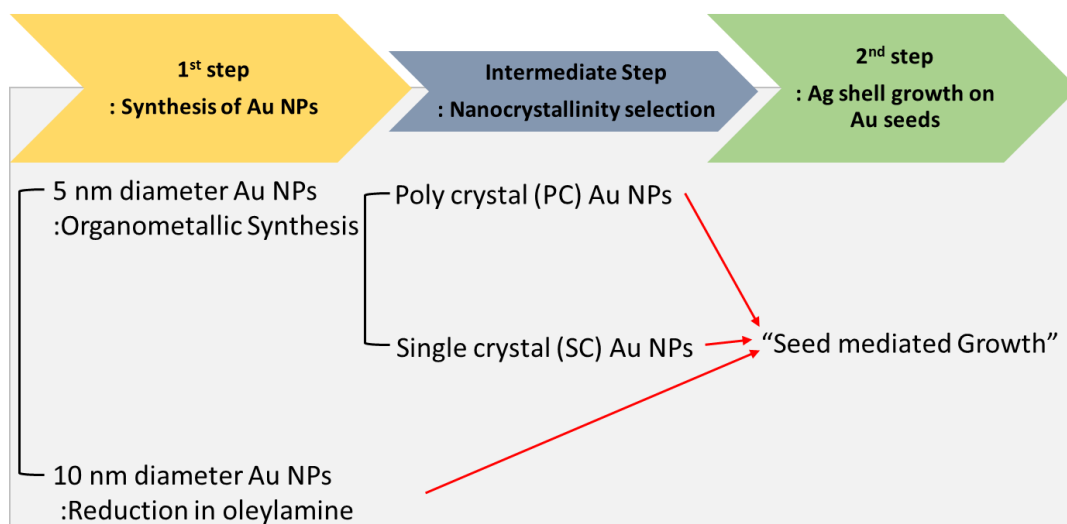 1st step
: Synthesis of Au NPs
Intermediate Step
: Nanocrystallinity selection
2nd step
: Ag shell growth on
Au seeds
5 nm diameter Au NPs
:Organometallic Synthesis
Poly crystal (PC) Au NPs
Single crystal (SC) Au NPs
“Seed mediated Growth”
10 nm diameter Au NPs
:Reduction in oleylamine